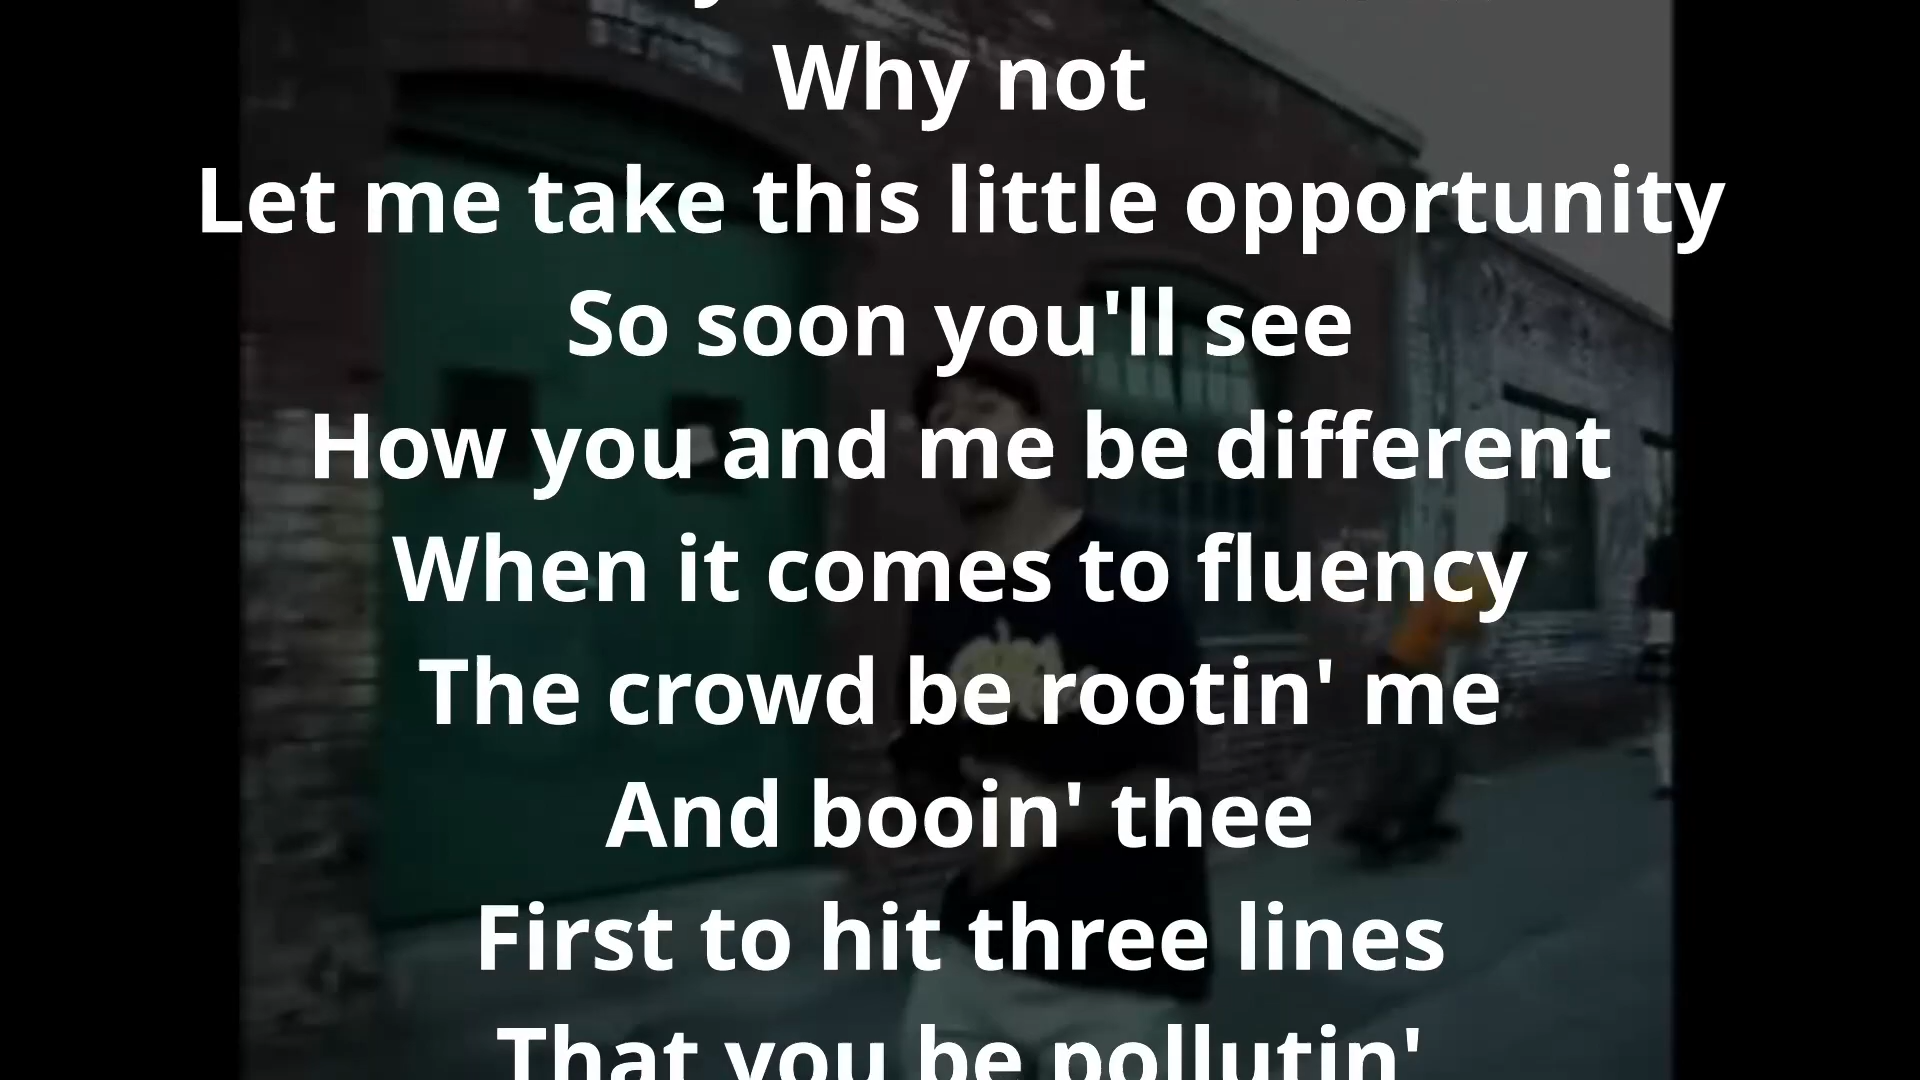 Why not
Let me take this little opportunity
So soon you'll see
How you and me be different
When it comes to fluency
The crowd be rootin' me
And booin' thee
First to hit three lines
That you be pollutin'